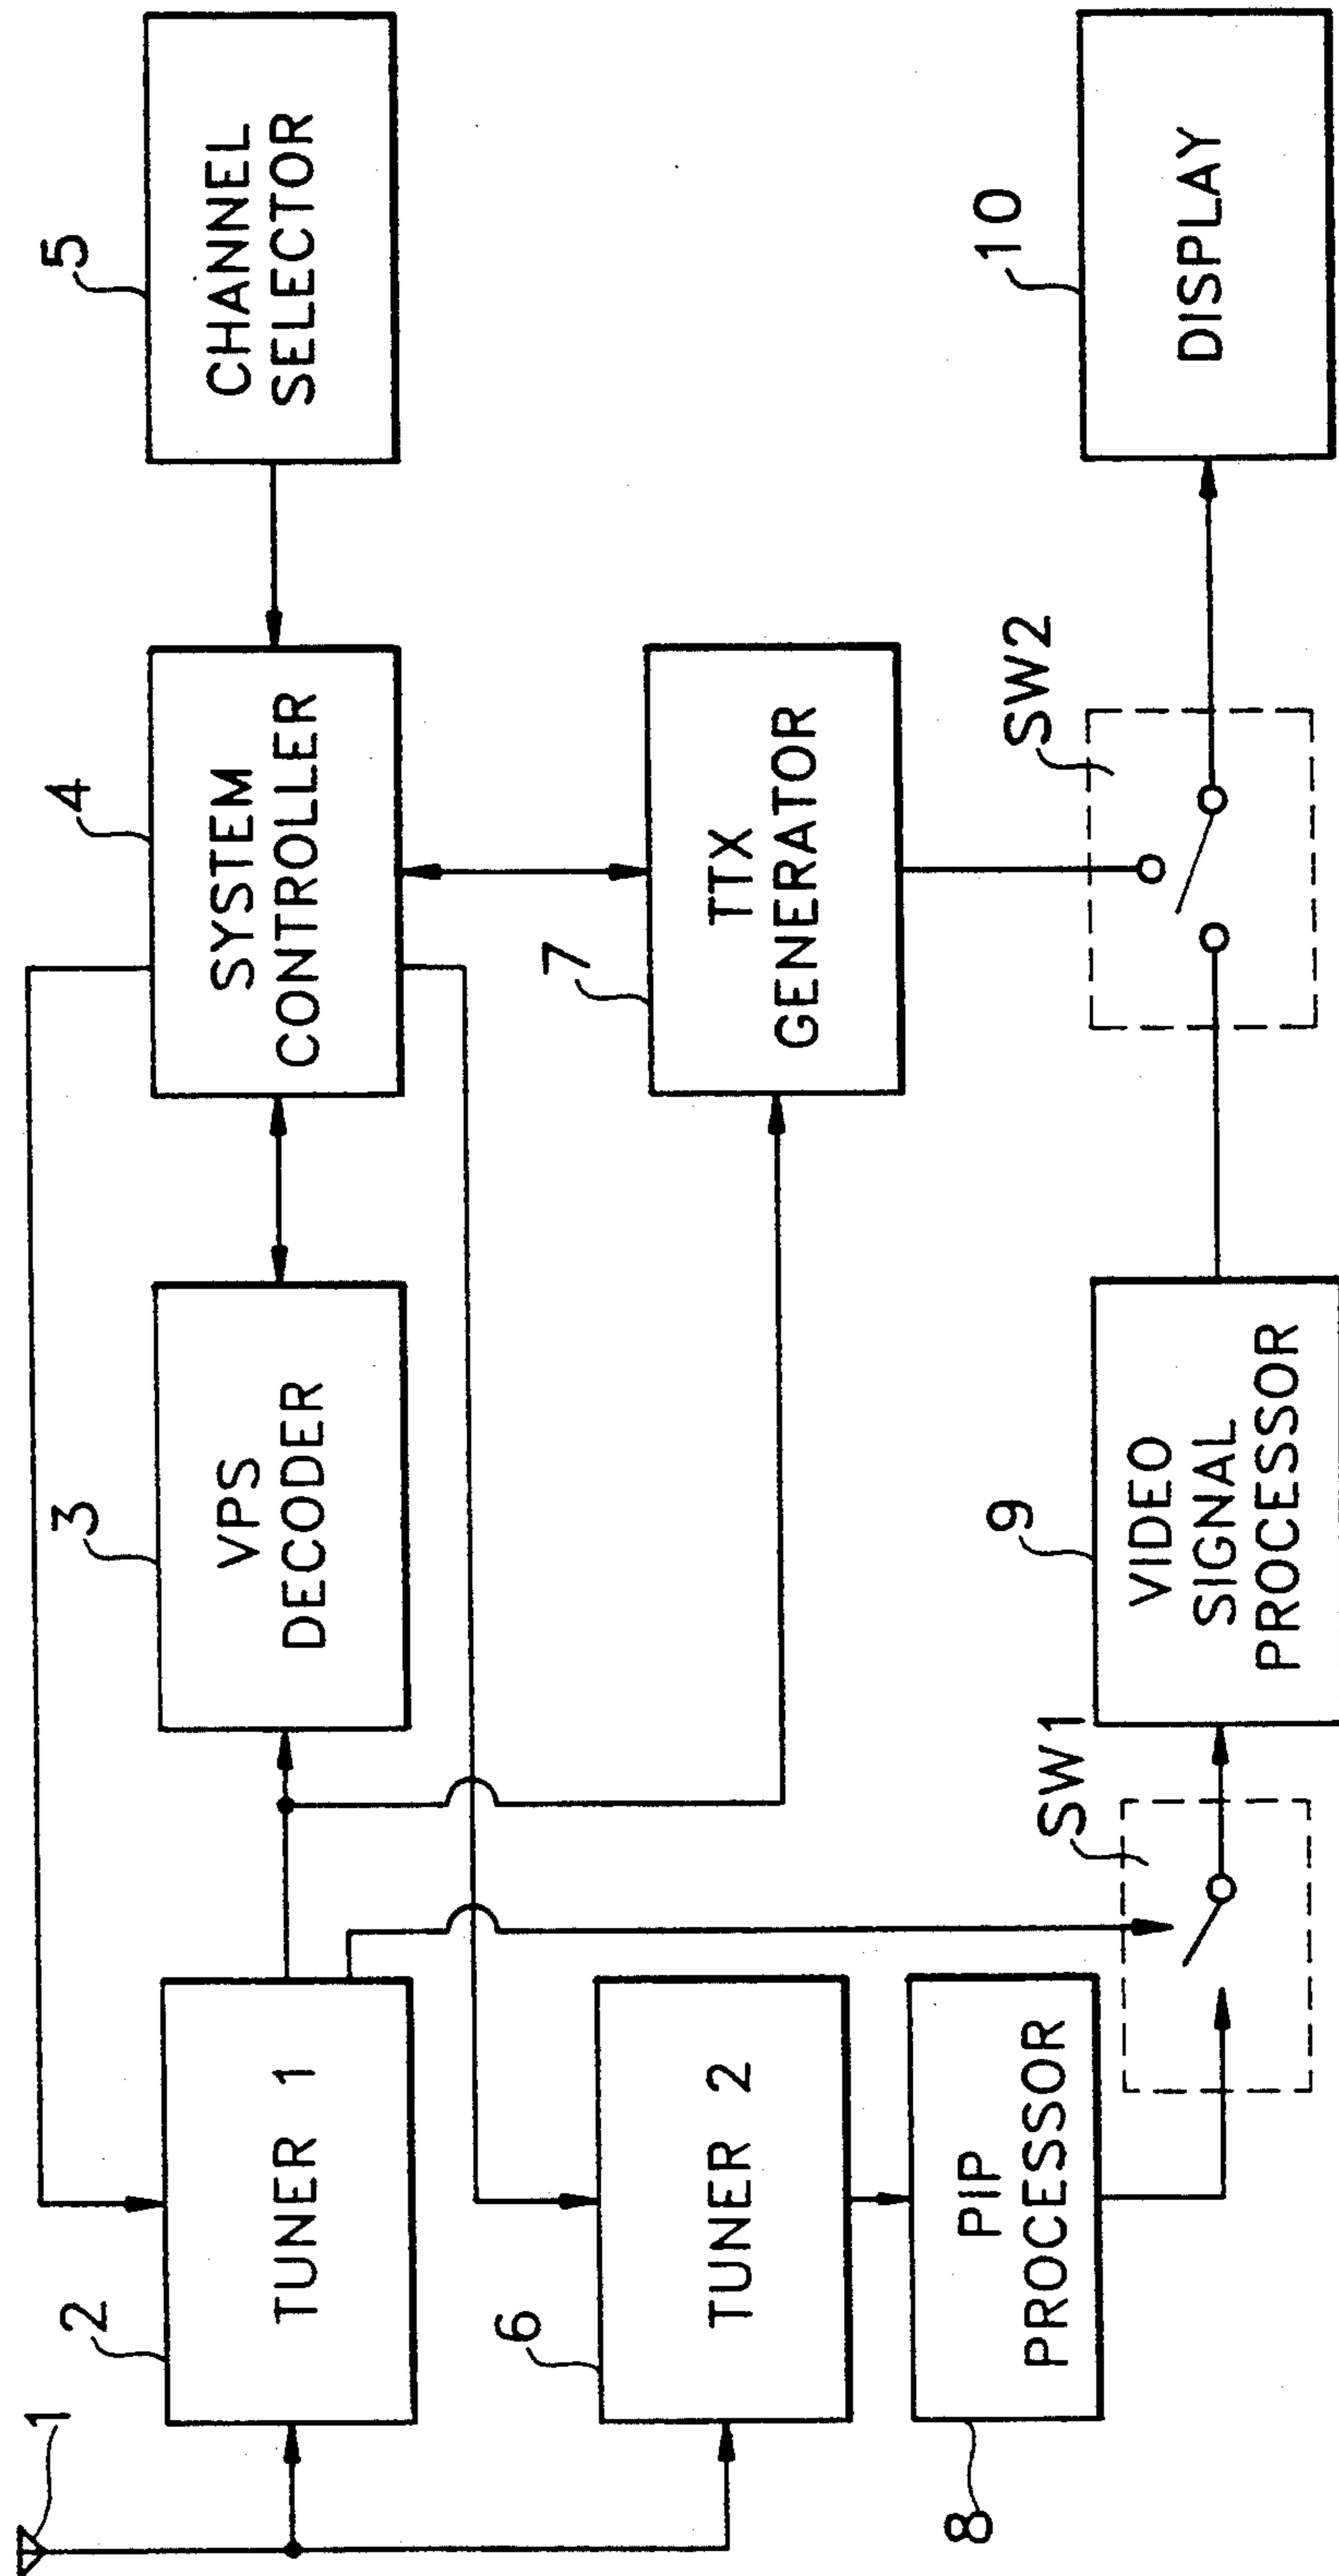 1
2
TUNER 1
3
VPS
DECODER
4
SYSTEM
CONTROLLER
5
CHANNEL
SELECTOR
6
TUNER 2
7
TTX
GENERATOR
8
PIP
PROCESSOR
SW1
9
VIDEO
SIGNAL
PROCESSOR
SW2
10
DISPLAY